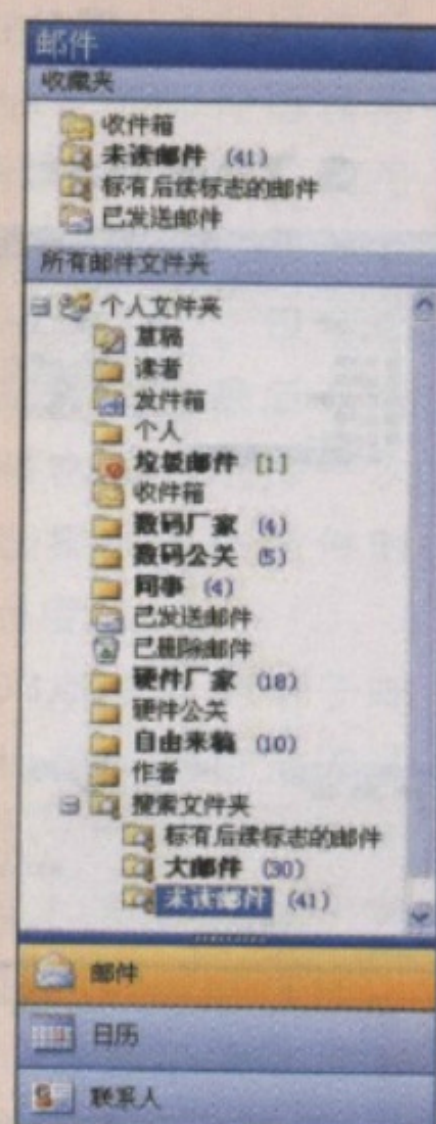 邮件
收藏夹
收件箱
未读邮件 (41)
标有后续标志的邮件
已发送邮件
所有邮件文件夹
个人文件夹
草稿
读者
发件箱
个人
垃圾邮件 [1]
收件箱
数码厂家 (4)
数码公关 (5)
同事 (4)
已发送邮件
已删除邮件
硬件厂家 (18)
硬件公关
自由来稿 (10)
作者
搜索文件夹
标有后续标志的邮件
大邮件 (30)
未读邮件 (41)
邮件
日历
联系人